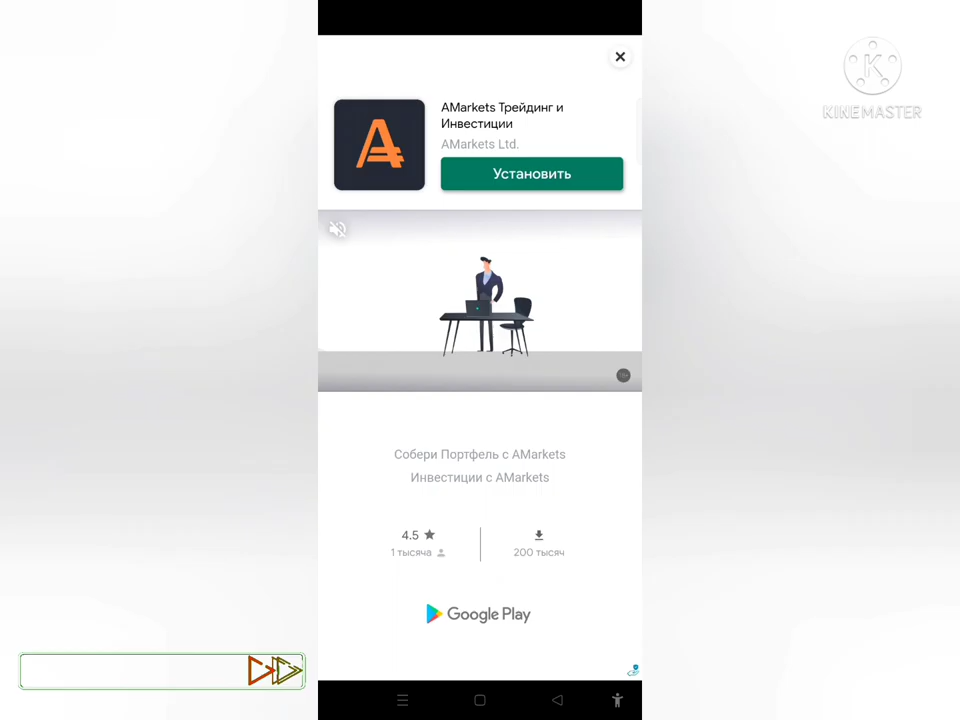 AMarkets Трейдинг и
Инвестиции
AMarkets Ltd.
Установить
KINEMASTER
Собери Портфель с AMarkets
Инвестиции с AMarkets
4.5
1 тысяча
200 тысяч
Google Play